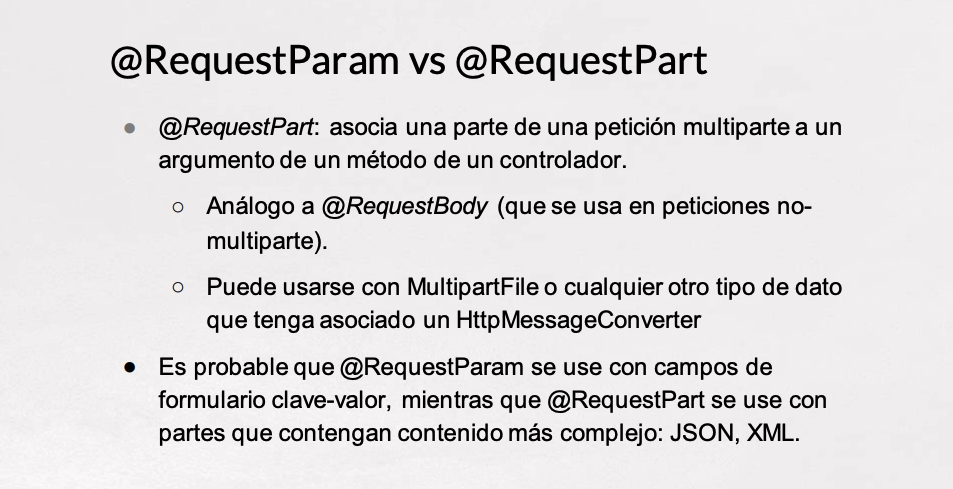 @RequestParam vs @RequestPart
● @RequestPart: asocia una parte de una petición multiparte a un
argumento de un método de un controlador.
○ Análogo a @RequestBody (que se usa en peticiones no-
multiparte).
○ Puede usarse con MultipartFile o cualquier otro tipo de dato
que tenga asociado un HttpMessageConverter
● Es probable que @RequestParam se use con campos de
formulario clave-valor, mientras que @RequestPart se use con
partes que contengan contenido más complejo: JSON, XML.